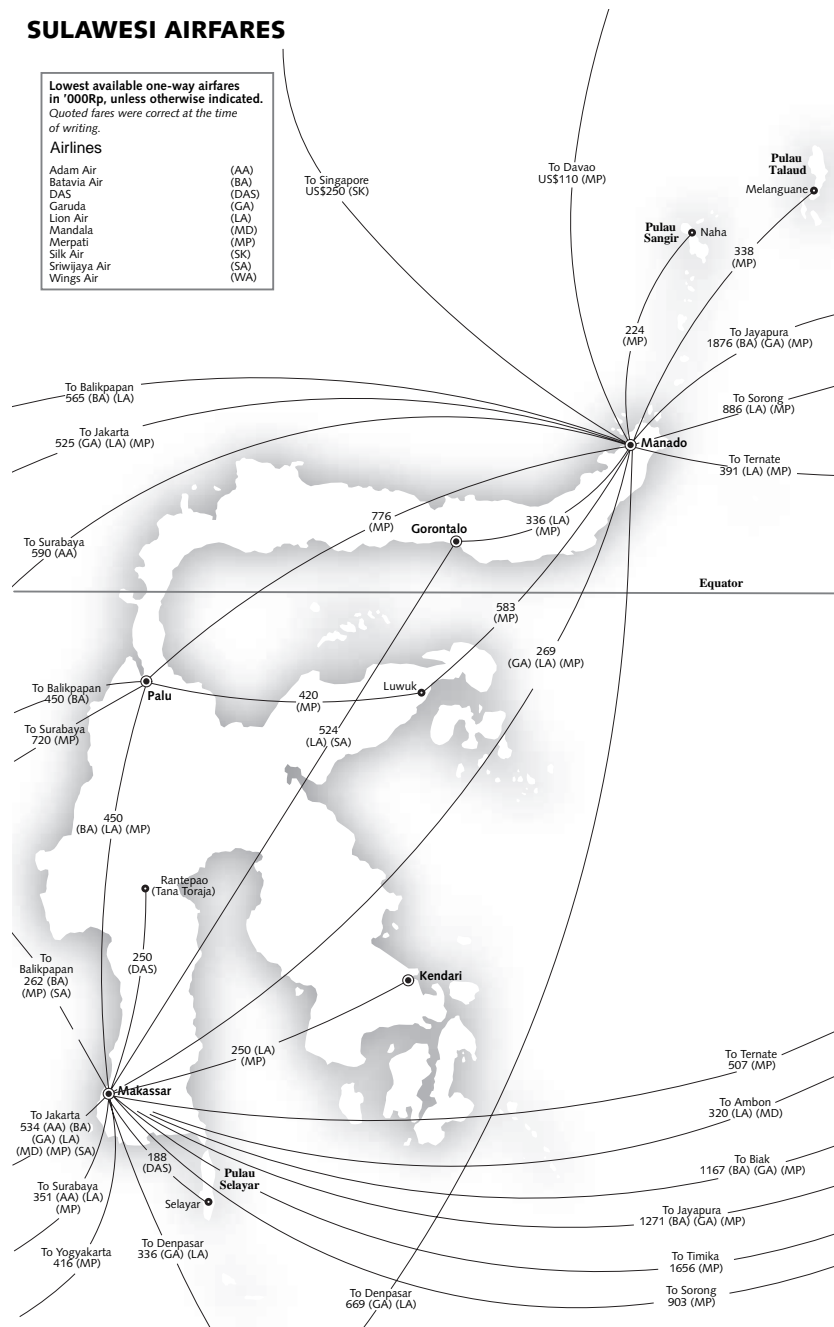 SULAWESI AIRFARES
Lowest available one-way airfares
in '000Rp, unless otherwise indicated.
Quoted fares were correct at the time
of writing.
Airlines
Adam Air (AA)
Batavia Air (BA)
DAS (DAS)
Garuda (GA)
Lion Air (LA)
Mandala (MD)
Merpati (MP)
Silk Air (SK)
Sriwijaya Air (SA)
Wings Air (WA)
To Singapore
US$250 (SK)
To Davao
US$110 (MP)
Pulau
Talaud
Melanguane
Pulau
Sangir
Naha
338
(MP)
224
(MP)
To Jayapura
1876 (BA) (GA) (MP)
To Balikpapan
565 (BA) (LA)
To Sorong
886 (LA) (MP)
To Jakarta
525 (GA) (LA) (MP)
Manado
To Ternate
391 (LA) (MP)
To Surabaya
590 (AA)
776
(MP)
Gorontalo
336 (LA)
(MP)
Equator
583
(MP)
269
(GA) (LA) (MP)
To Balikpapan
450 (BA)
Palu
Luwuk
420
(MP)
To Surabaya
720 (MP)
524
(LA) (SA)
450
(BA) (LA) (MP)
Rantepao
(Tana Toraja)
To
Balikpapan
262 (BA)
(MP) (SA)
250
(DAS)
Kendari
250 (LA)
(MP)
Makassar
To Ternate
507 (MP)
To Jakarta
534 (AA) (BA)
(GA) (LA)
(MD) (MP) (SA)
To Ambon
320 (LA) (MD)
188
(DAS)
Pulau
Selayar
Selayar
To Biak
1167 (BA) (GA) (MP)
To Surabaya
351 (AA) (LA)
(MP)
To Jayapura
1271 (BA) (GA) (MP)
To Yogyakarta
416 (MP)
To Denpasar
336 (GA) (LA)
To Timika
1656 (MP)
To Denpasar
669 (GA) (LA)
To Sorong
903 (MP)